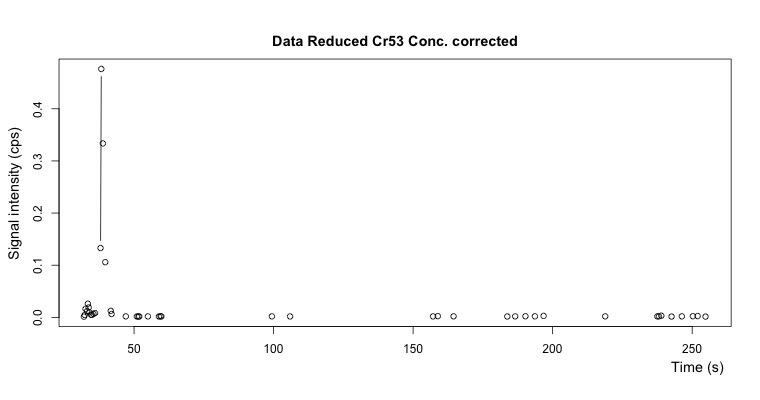 Data Reduced Cr53 Conc. corrected
Signal intensity (cps)
0.4
0.3
0.2
0.1
0.0
50 100 150 200 250
Time (s)